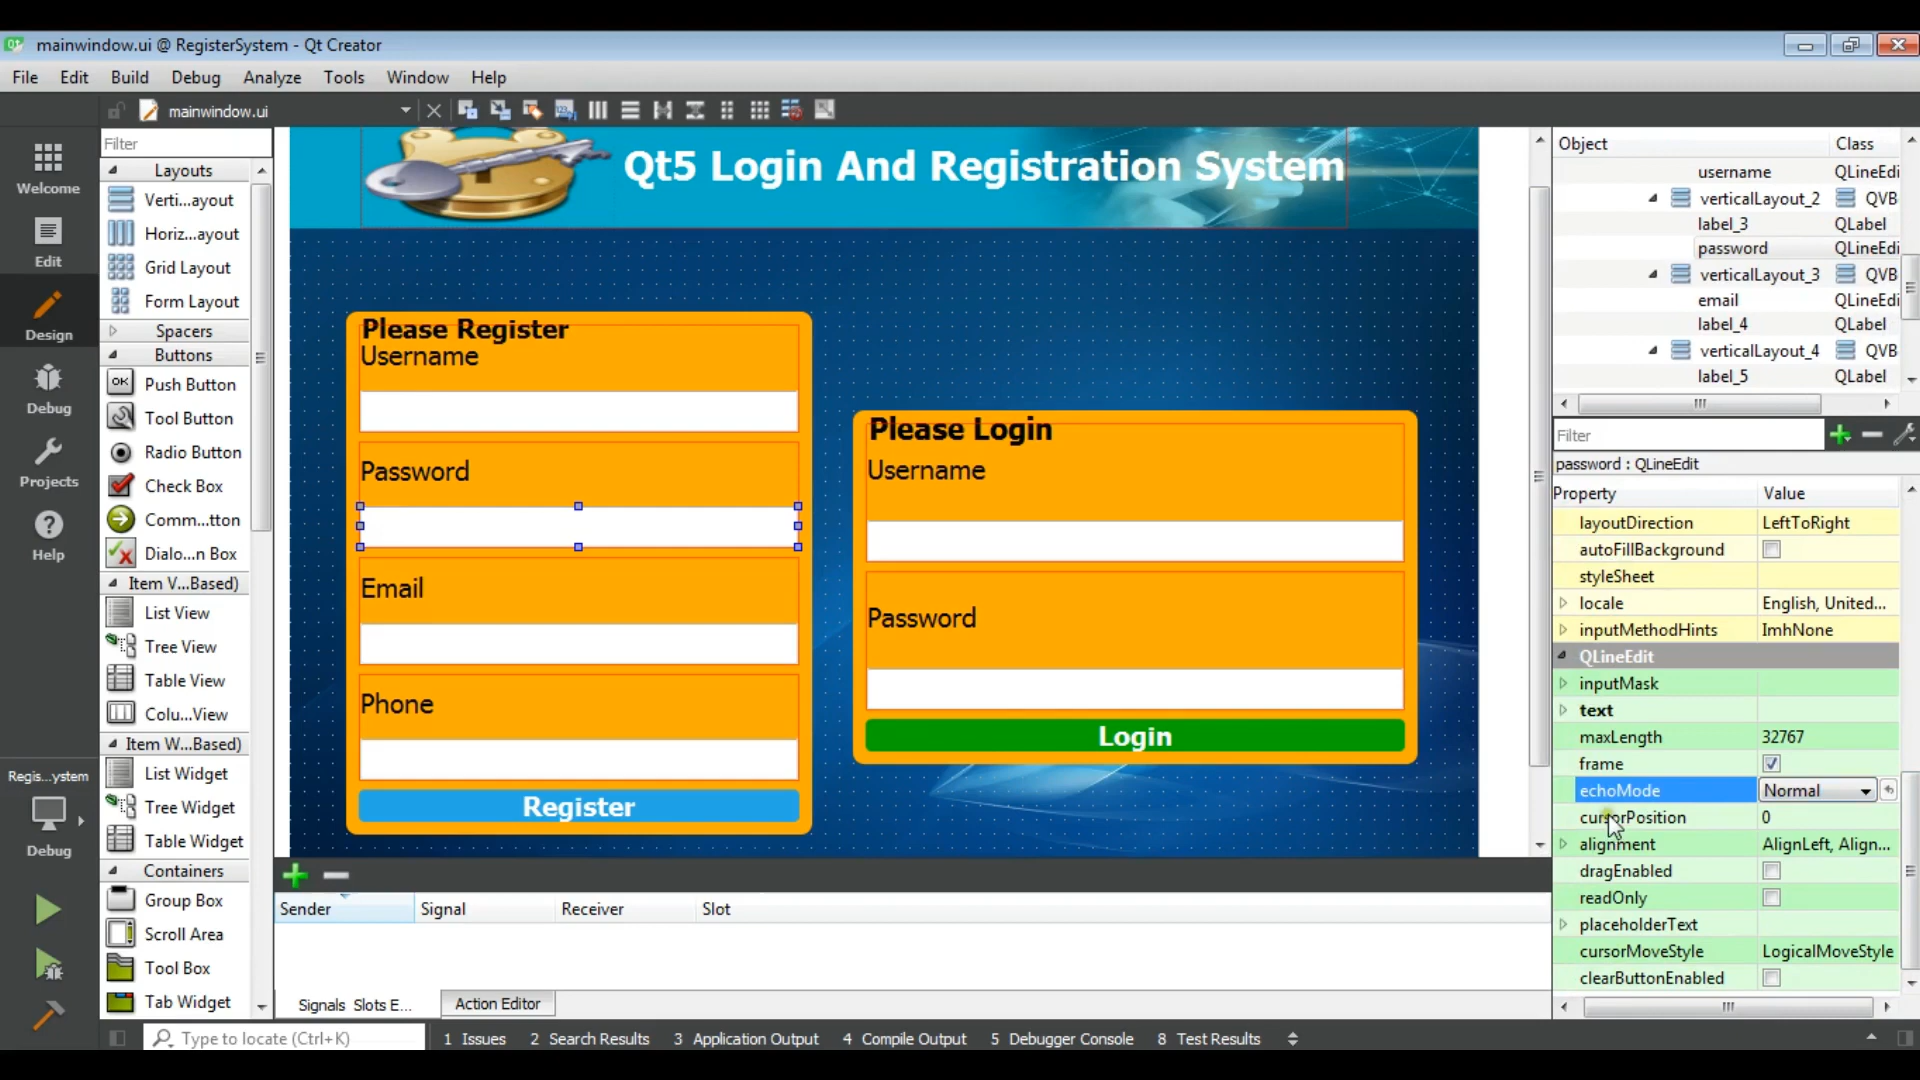 mainwindow.ui @ RegisterSystem - Qt Creator
File Edit Build Debug Analyze Tools Window Help
mainwindow.ui
Welcome
Edit
Design
Debug
Projects
Help
Regis...ystem
Debug
Filter
Layouts
Verti...ayout
Horiz...ayout
Grid Layout
Form Layout
Spacers
Buttons
OK Push Button
Tool Button
Radio Button
Check Box
Comm...tton
Dialo...n Box
Item V...Based)
List View
Tree View
Table View
Colu...View
Item W...Based)
List Widget
Tree Widget
Table Widget
Containers
Group Box
Scroll Area
Tool Box
Tab Widget
Qt5 Login And Registration System
Please Register
Username
Password
Email
Phone
Register
Please Login
Username
Password
Login
Sender Signal Receiver Slot
Signals Slots E... Action Editor
Object Class
username QLineEdi
verticalLayout_2 QVB
label_3 QLabel
password QLineEdi
verticalLayout_3 QVB
email QLineEdi
label_4 QLabel
verticalLayout_4 QVB
label_5 QLabel
Filter
password : QLineEdit
Property Value
layoutDirection LeftToRight
autoFillBackground
styleSheet
locale English, United...
inputMethodHints ImhNone
QLineEdit
inputMask
text
maxLength 32767
frame
echoMode Normal
cursorPosition 0
alignment AlignLeft, Align...
dragEnabled
readOnly
placeholderText
cursorMoveStyle LogicalMoveStyle
clearButtonEnabled
Type to locate (Ctrl+K) 1 Issues 2 Search Results 3 Application Output 4 Compile Output 5 Debugger Console 8 Test Results